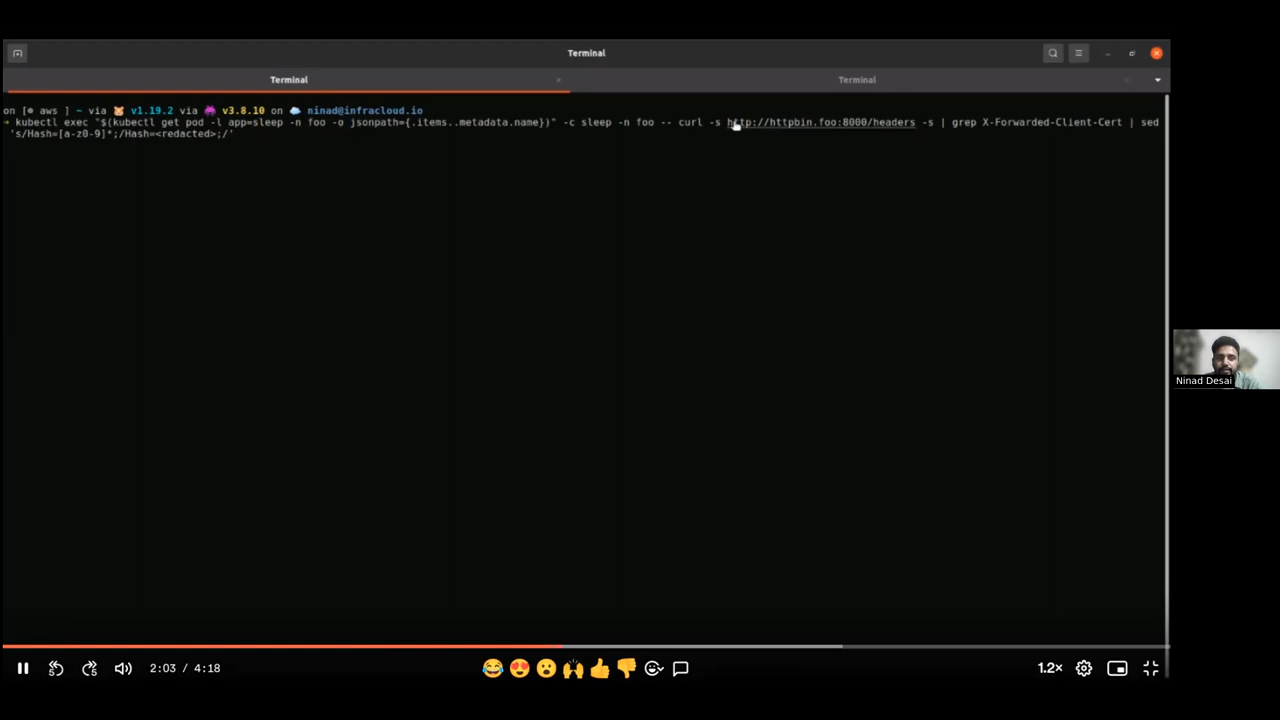 Terminal
Terminal
Terminal
on [ aws ] ~ via v1.19.2 via v3.8.10 on ninad@infracloud.io
→ kubectl exec "$(kubectl get pod -l app=sleep -n foo -o jsonpath={.items..metadata.name})" -c sleep -n foo -- curl -s http://httpbin.foo:8000/headers -s | grep X-Forwarded-Client-Cert | sed
's/Hash=[a-z0-9]*;/Hash=<redacted>;/'
Ninad Desai
5
5
2:03 / 4:18
1.2×